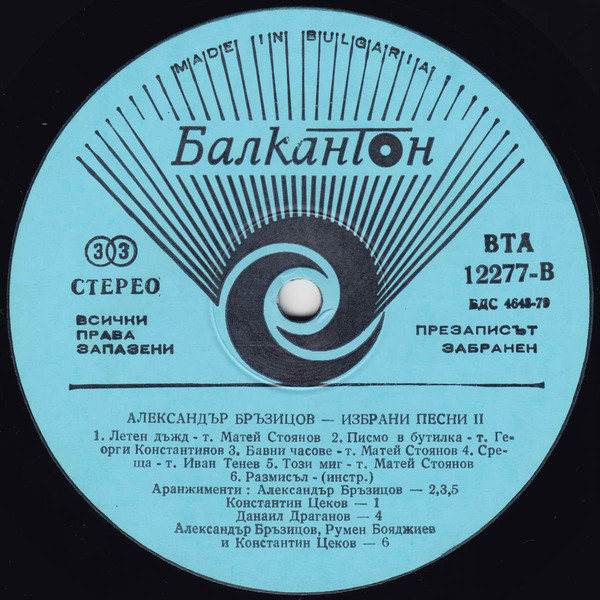 MADE IN BULGARIA
Балкантон
33
СТЕРЕО
ВСИЧКИ
ПРАВА
ЗАПАЗЕНИ
ВТА
12277-В
БДС 4648-79
ПРЕЗАПИСЪТ
ЗАБРАНЕН
АЛЕКСАНДЪР БРЪЗИЦОВ — ИЗБРАНИ ПЕСНИ II
1. Летен дъжд - т. Матей Стоянов 2. Писмо в бутилка - т. Ге-
орги Константинов 3. Бавни часове - т. Матей Стоянов 4. Сре-
ща - т. Иван Тенев 5. Този миг - т. Матей Стоянов
6. Размисъл - (инстр.)
Аранжименти : Александър Бръзицов — 2,3,5
Константин Цеков — 1
Данаил Драганов — 4
Александър Бръзицов, Румен Бояджиев
и Константин Цеков — 6